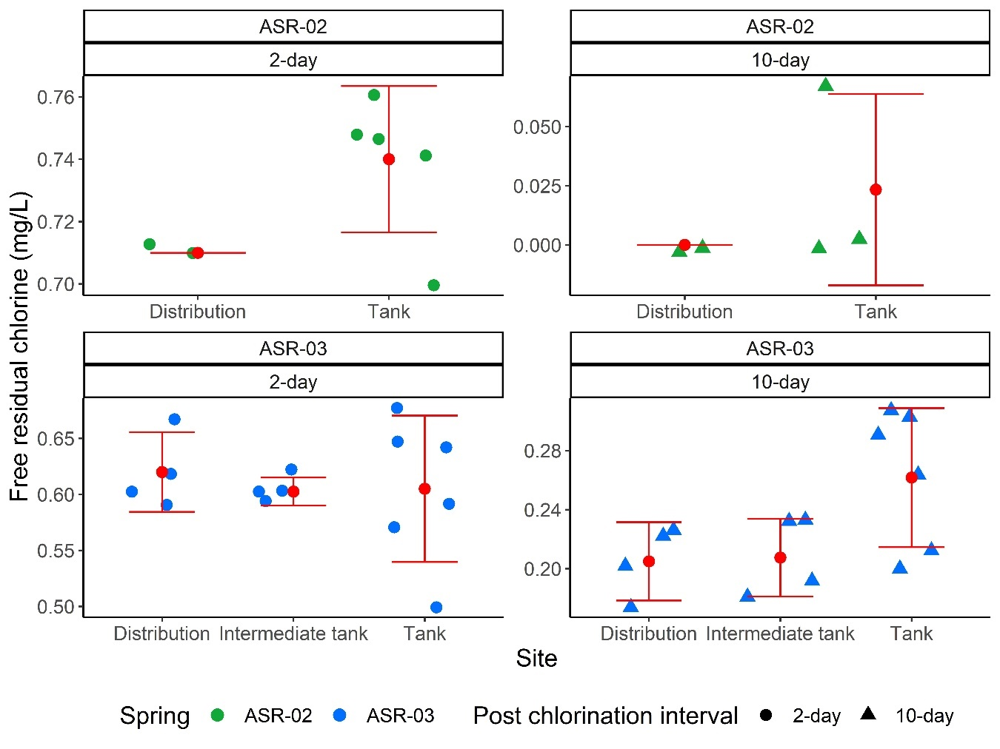 ASR-02
2-day
0.76
0.74
0.72
0.70
Distribution Tank
ASR-02
10-day
0.050
0.025
0.000
Distribution Tank
Free residual chlorine (mg/L)
ASR-03
2-day
0.65
0.60
0.55
0.50
Distribution Intermediate tank Tank
ASR-03
10-day
0.28
0.24
0.20
Distribution Intermediate tank Tank
Site
Spring ASR-02 ASR-03 Post chlorination interval 2-day 10-day